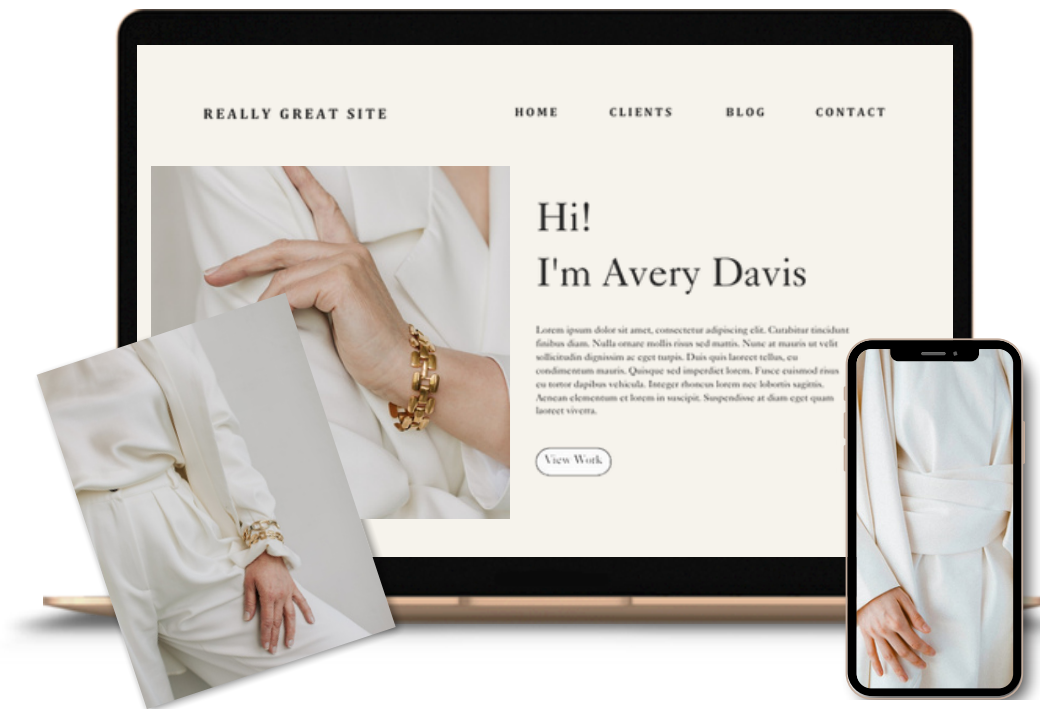 REALLY GREAT SITE
HOME CLIENTS BLOG CONTACT
Hi!
I'm Avery Davis
Lorem ipsum dolor sit amet, consectetur adipiscing elit. Curabitur tincidunt
finibus diam. Nulla ornare mollis risus sed mattis. Nunc at mauris ut velit
sollicitudin dignissim ac eget turpis. Duis quis laoreet tellus, eu
condimentum mauris. Quisque sed imperdiet lorem. Fusce euismod risus
eu tortor dapibus vehicula. Integer rhoncus lorem nec lobortis sagittis.
Aenean elementum et lorem in suscipit. Suspendisse at diam eget quam
laoreet viverra.
View Work